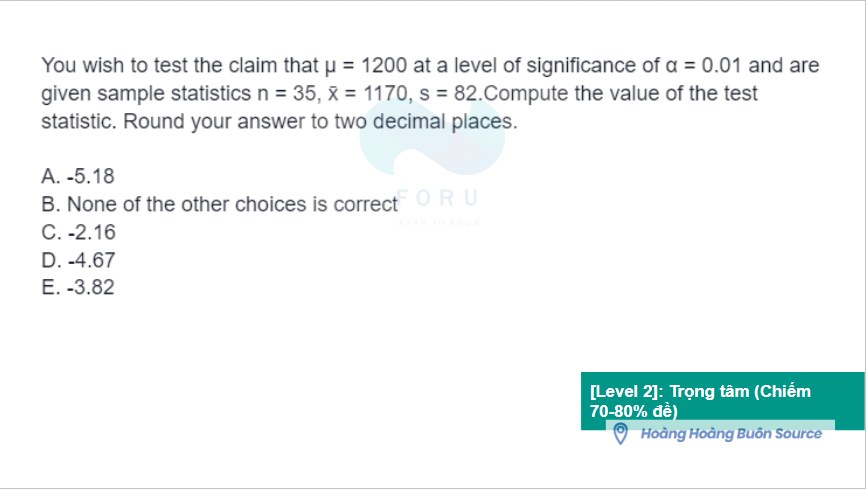 You wish to test the claim that μ = 1200 at a level of significance of α = 0.01 and are
given sample statistics n = 35, x̄ = 1170, s = 82.Compute the value of the test
statistic. Round your answer to two decimal places.
A. -5.18
B. None of the other choices is correct
C. -2.16
D. -4.67
E. -3.82
FORU
[Level 2]: Trọng tâm (Chiếm
70-80% đề)
Hoàng Hoàng Buôn Source